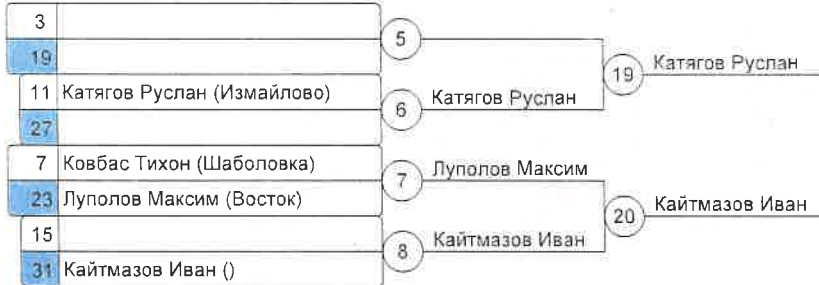 3
5
19
19 Катягов Руслан
11 Катягов Руслан (Измайлово)
6 Катягов Руслан
27
7 Ковбас Тихон (Шаболовка)
7 Луполов Максим
23 Луполов Максим (Восток)
20 Кайтмазов Иван
15
8 Кайтмазов Иван
31 Кайтмазов Иван ()